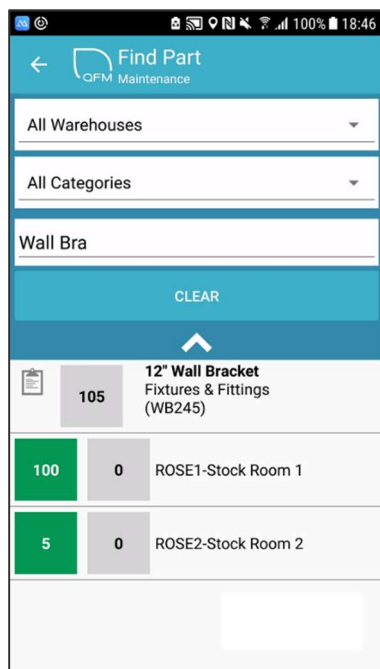 100% 18:46
Find Part
QFM Maintenance
All Warehouses
All Categories
Wall Bra
CLEAR
105
12" Wall Bracket
Fixtures & Fittings
(WB245)
100 0 ROSE1-Stock Room 1
5 0 ROSE2-Stock Room 2